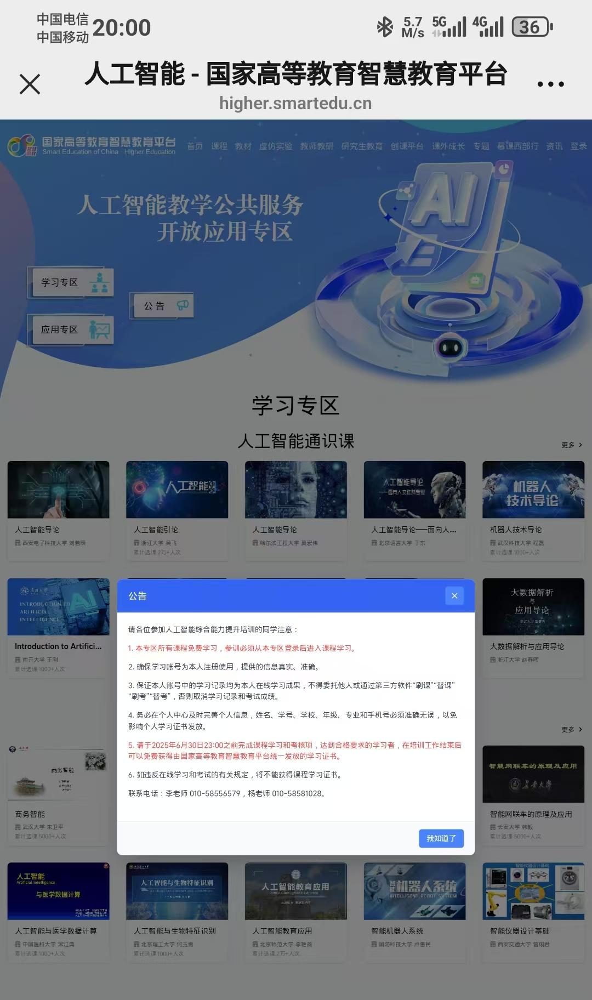 中国电信
中国移动
20:00
5.7
M/s
5G
4G
36
人工智能 - 国家高等教育智慧教育平台
higher.smartedu.cn
国家高等教育智慧教育平台
Smart Education of China · Higher Education
首页 课程 教材 虚仿实验 教师教研 研究生教育 创课平台 课外成长 专题 慕课西部行 资讯 登录
人工智能教学公共服务
开放应用专区
AI
学习专区
公告
应用专区
学习专区
人工智能通识课
更多 >
人工智能引论
人工智能导论
——面向人文社科专业
机器人
技术导论
人工智能导论
西安电子科技大学 刘若辰
人工智能引论
浙江大学 吴飞
累计选课 2万+人次
人工智能导论
哈尔滨工程大学 莫宏伟
人工智能导论——面向人...
北京语言大学 于东
机器人技术导论
武汉科技大学 程磊
累计选课 1000+人次
INTRODUCTION TO
ARTIFICIAL
INTELLIGENCE
AI
大数据解析
与
应用导论
Introduction to Artifici...
南开大学 王刚
累计选课 1000+人次
大数据解析与应用导论
浙江大学 赵春晖
公告
请各位参加人工智能综合能力提升培训的同学注意：
1. 本专区所有课程免费学习，参训必须从本专区登录后进入课程学习。
2. 确保学习账号为本人注册使用，提供的信息真实、准确。
3. 保证本人账号中的学习记录均为本人在线学习成果，不得委托他人或通过第三方软件“刷课”“替课”
“刷考”“替考”，否则取消学习记录和考试成绩。
4. 务必在个人中心及时完善个人信息，姓名、学号、学校、年级、专业和手机号必须准确无误，以免
影响个人学习证书发放。
5. 请于2025年6月30日23:00之前完成课程学习和考核项，达到合格要求的学习者，在培训工作结束后
可以免费获得由国家高等教育智慧教育平台统一发放的学习证书。
6. 如违反在线学习和考试的有关规定，将不能获得课程学习证书。
联系电话：李老师 010-58556579，杨老师 010-58581028。
我知道了
更多 >
商务智能
智能网联车的原理及应用
长安大学
商务智能
武汉大学 朱卫平
累计选课 5000+人次
智能网联车的原理及应用
长安大学 韩毅
累计选课 5000+人次
人工智能
Artificial Intelligence
与医学数据计算
人工智能与生物特征识别
人工智能教育应用
智能机器人系统
INTELLIGENT ROBOT SYSTEM
智能仪器设计基础
人工智能与医学数据计算
中国医科大学 宋江典
累计选课 1000+人次
人工智能与生物特征识别
北京理工大学 何玉青
累计选课 1000+人次
人工智能教育应用
北京师范大学 李艳燕
累计选课 2万+人次
智能机器人系统
国防科技大学 卢惠民
智能仪器设计基础
西安交通大学 曾翔君